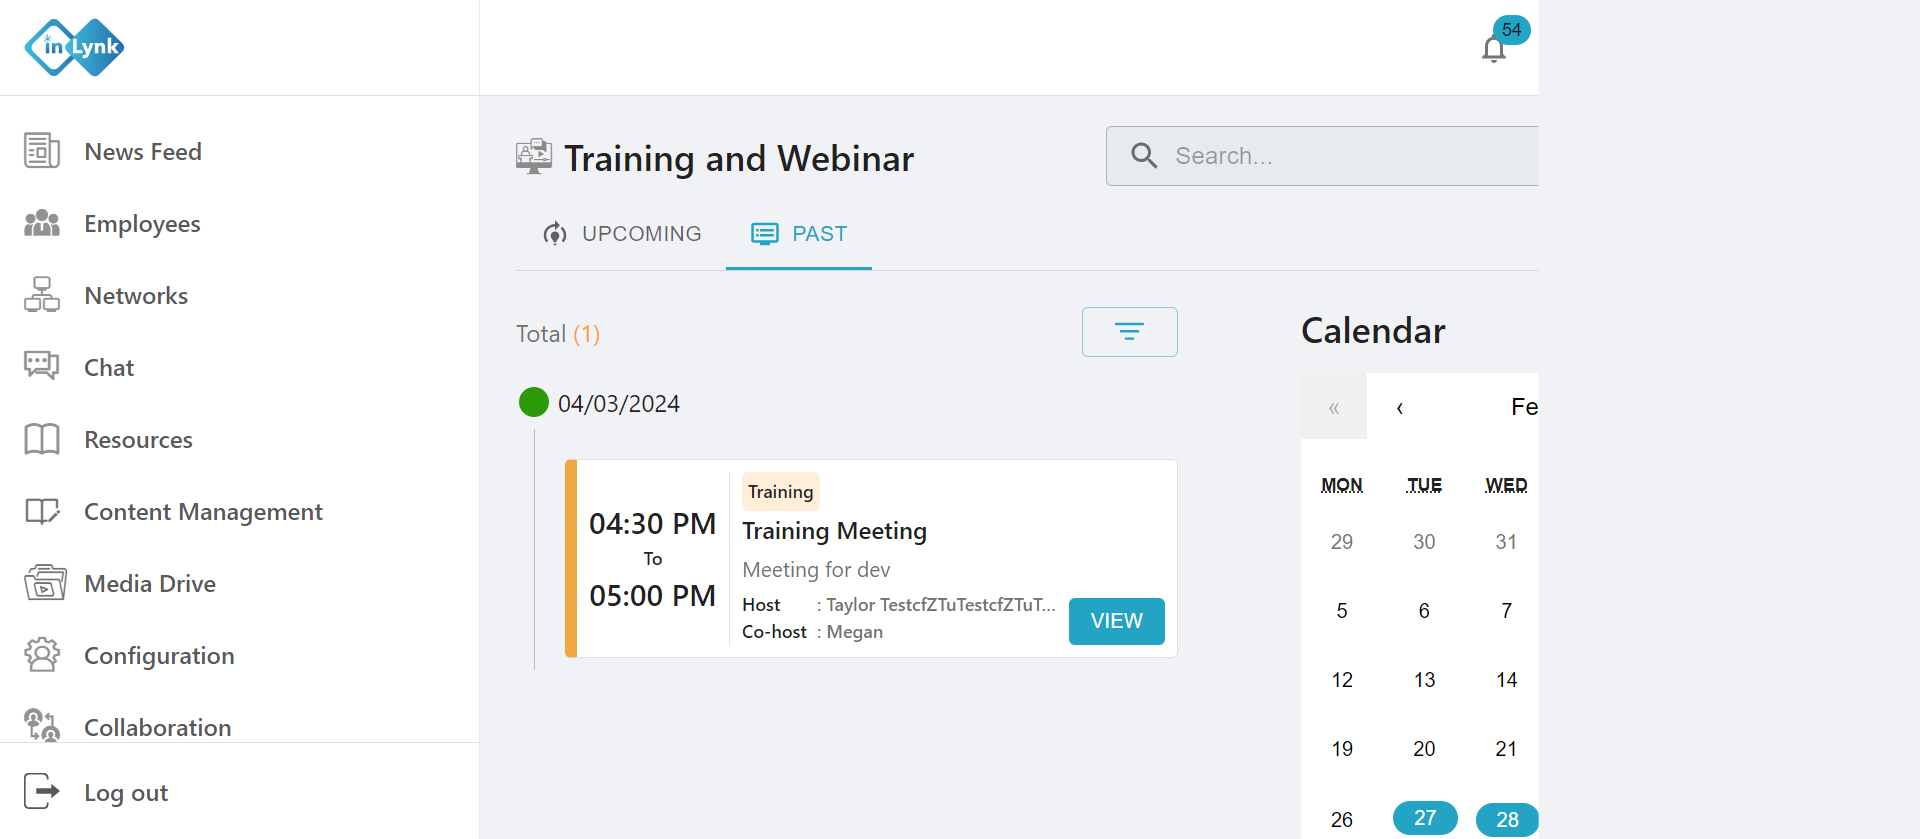 in Lynk
54
News Feed
Employees
Networks
Chat
Resources
Content Management
Media Drive
Configuration
Collaboration
Log out
Training and Webinar
Search...
UPCOMING
PAST
Total (1)
04/03/2024
04:30 PM
To
05:00 PM
Training
Training Meeting
Meeting for dev
Host : Taylor TestcfZTuTestcfZTuT...
Co-host : Megan
VIEW
Calendar
« ‹ Fe
MON TUE WED
29 30 31
5 6 7
12 13 14
19 20 21
26 27 28